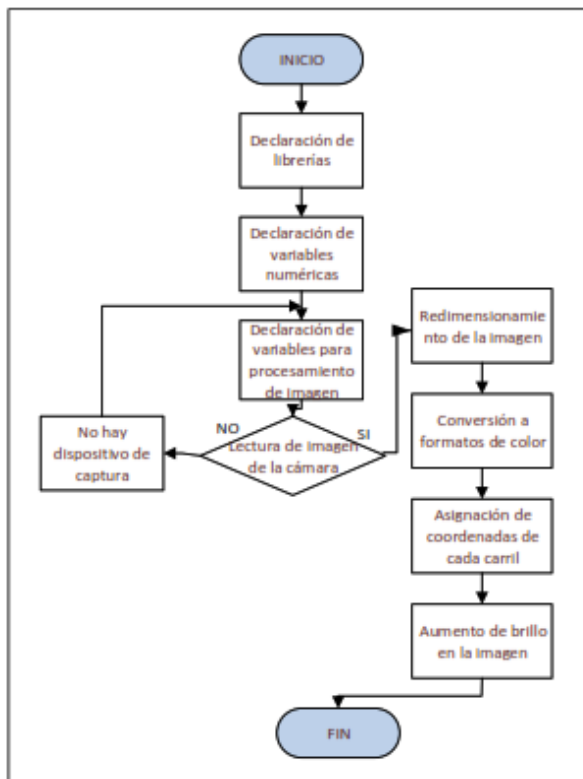 INICIO
Declaración de
librerías
Declaración de
variables
numéricas
Declaración de
variables para
procesamiento
de imagen
NO
SI
Lectura de imagen
de la cámara
No hay
dispositivo de
captura
Redimensionamie
nto de la imagen
Conversión a
formatos de color
Asignación de
coordenadas de
cada carril
Aumento de brillo
en la imagen
FIN